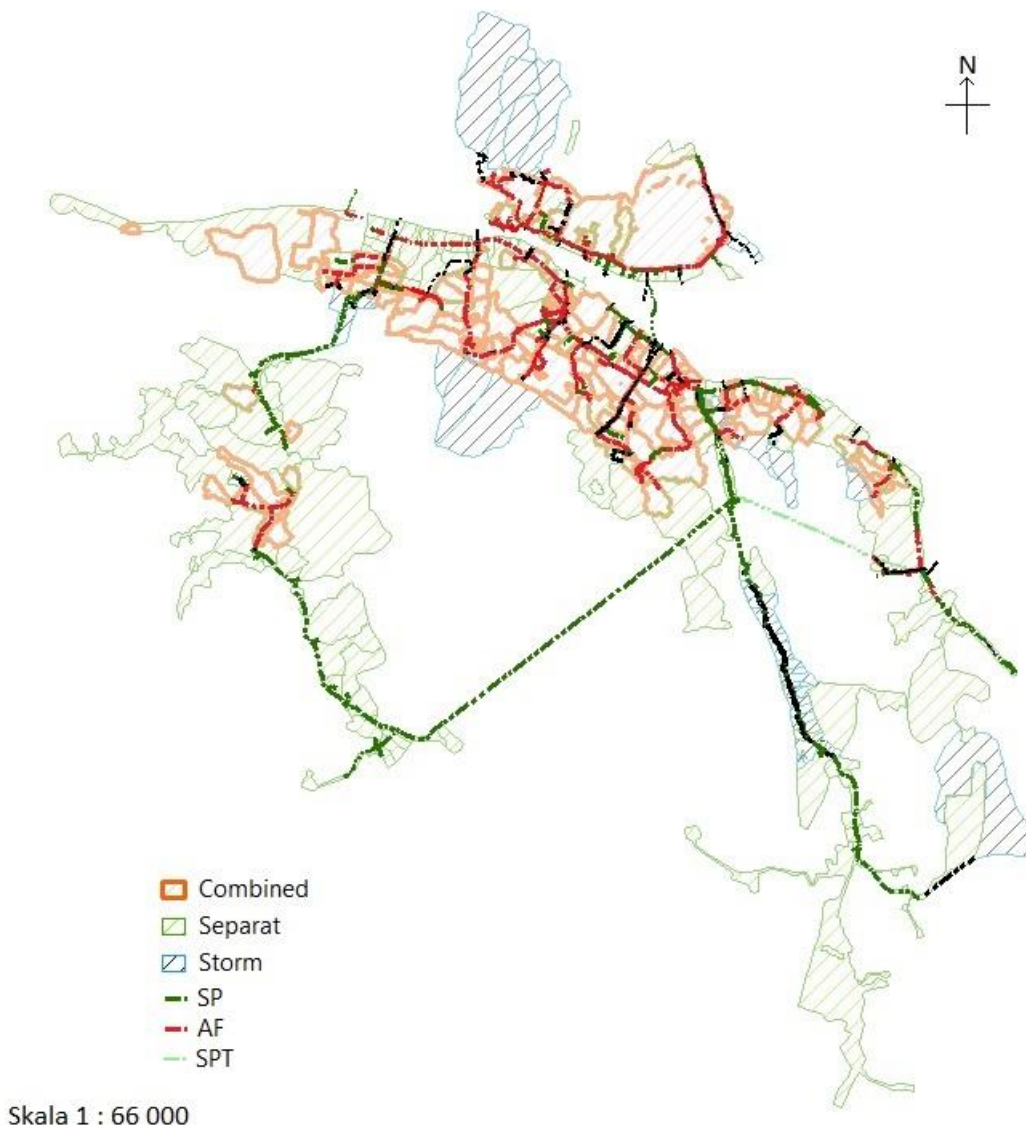 N
Combined
Separat
Storm
SP
AF
SPT
Skala 1 : 66 000